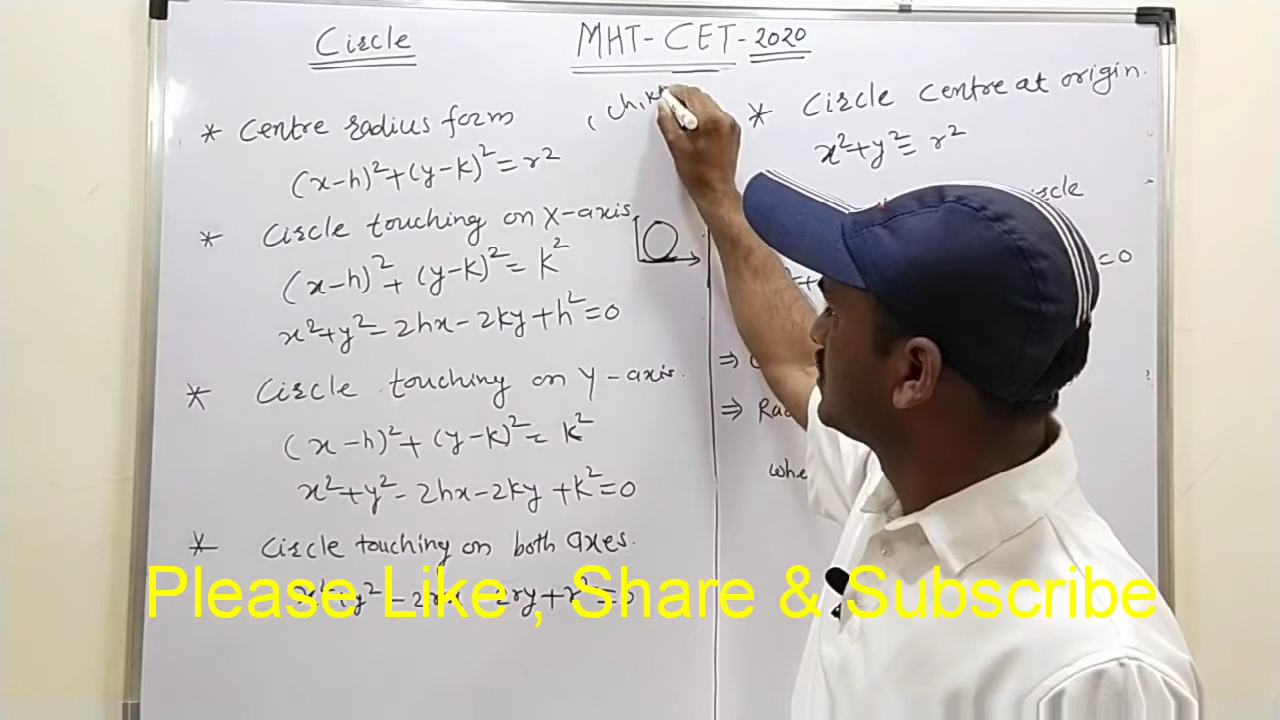 Circle
MHT-CET-2020
* Centre radius form
(x-h)²+(y-k)²=r²
* Circle touching on X-axis
(x-h)²+(y-k)²=k²
x²+y²-2hx-2ky+h²=0
* Circle touching on Y-axis.
(x-h)²+(y-k)²=k²
x²+y²-2hx-2ky+k²=0
* Circle touching on both axes.
(h,k)
* Circle centre at origin.
x²+y²=r²
=0
⇒
⇒
Please Like , Share & Subscribe